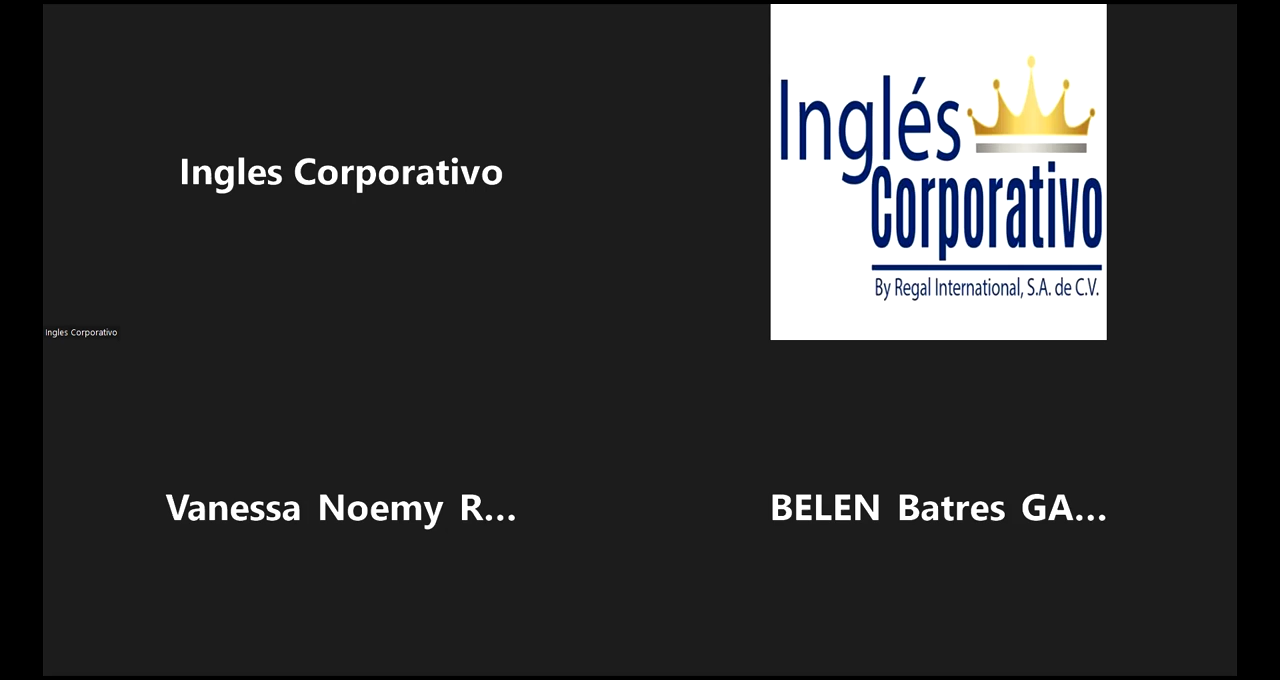 Ingles Corporativo
Inglés
Corporativo
By Regal International, S.A. de C.V.
Ingles Corporativo
Vanessa Noemy R...
BELEN Batres GA...